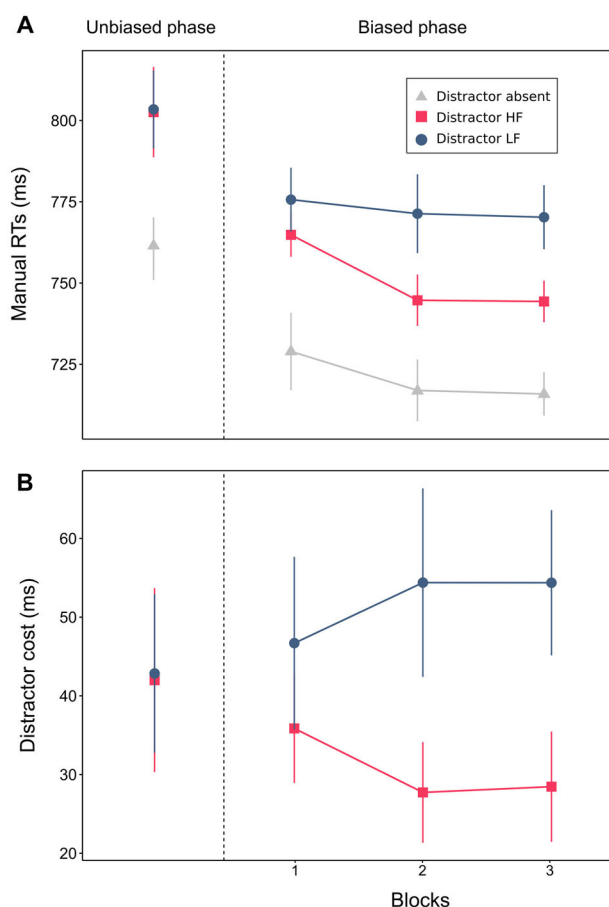 A
Unbiased phase
Biased phase
Manual RTs (ms)
800
775
750
725
Distractor absent
Distractor HF
Distractor LF
B
Distractor cost (ms)
60
50
40
30
20
1
2
3
Blocks